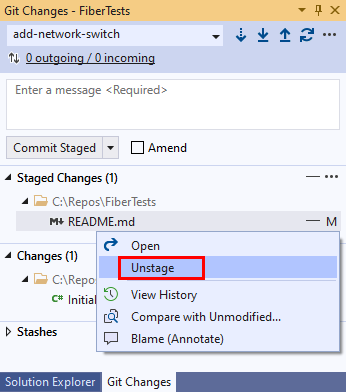 Git Changes - FiberTests
add-network-switch
0 outgoing / 0 incoming
Enter a message <Required>
Commit Staged
Amend
Staged Changes (1)
C:\Repos\FiberTests
M↓ README.md
M
Open
Changes (1)
Unstage
C:\Re
C# Initial
View History
Compare with Unmodified...
Stashes
Blame (Annotate)
Solution Explorer
Git Changes